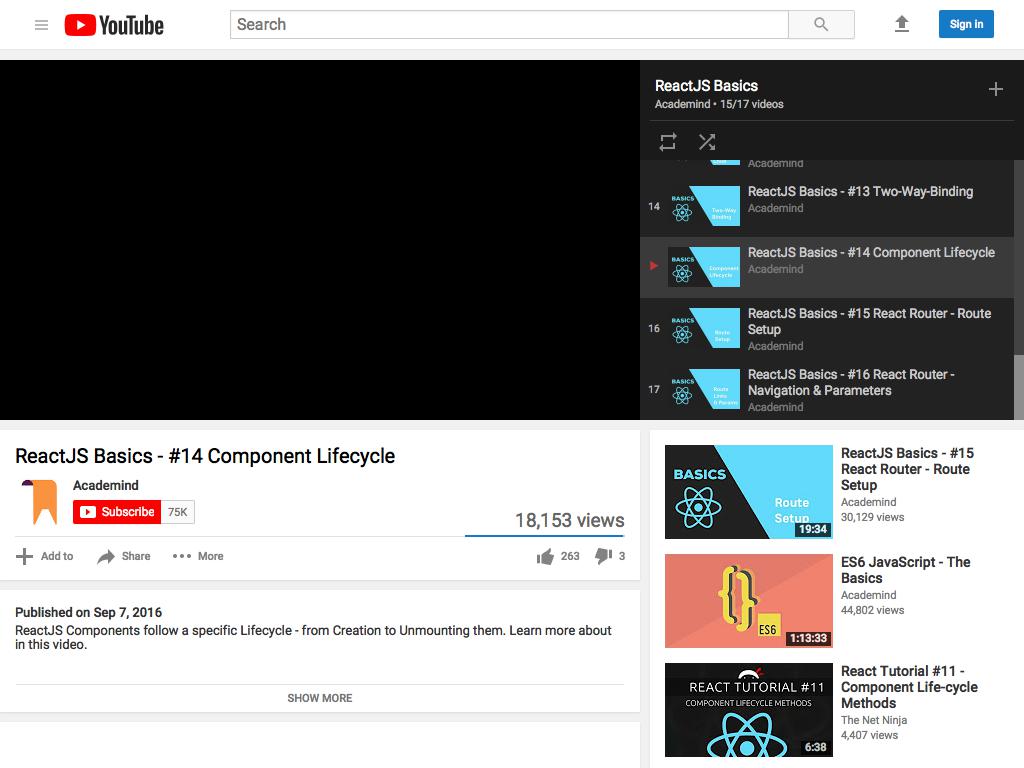 YouTube
Search
Sign in
ReactJS Basics
Academind • 15/17 videos
Academind
14
BASICS
Two-Way
Binding
ReactJS Basics - #13 Two-Way-Binding
Academind
BASICS
Component
Lifecycle
ReactJS Basics - #14 Component Lifecycle
Academind
16
BASICS
Route
Setup
ReactJS Basics - #15 React Router - Route
Setup
Academind
17
BASICS
Route
Links
& Params
ReactJS Basics - #16 React Router -
Navigation & Parameters
Academind
ReactJS Basics - #14 Component Lifecycle
Academind
Subscribe
75K
18,153 views
Add to
Share
More
263
3
Published on Sep 7, 2016
ReactJS Components follow a specific Lifecycle - from Creation to Unmounting them. Learn more about
in this video.
SHOW MORE
BASICS
Route
Setup
19:34
ReactJS Basics - #15
React Router - Route
Setup
Academind
30,129 views
ES6
1:13:33
ES6 JavaScript - The
Basics
Academind
44,802 views
REACT TUTORIAL #11
COMPONENT LIFECYCLE METHODS
6:38
React Tutorial #11 -
Component Life-cycle
Methods
The Net Ninja
4,407 views